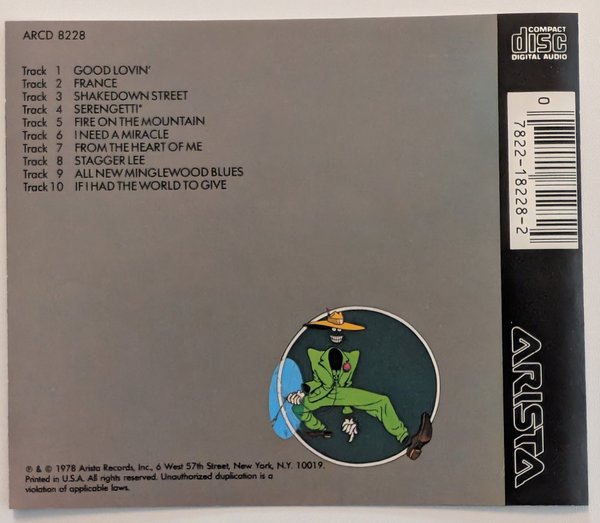 ARCD 8228
Track 1 GOOD LOVIN'
Track 2 FRANCE
Track 3 SHAKEDOWN STREET
Track 4 SERENGETTI*
Track 5 FIRE ON THE MOUNTAIN
Track 6 I NEED A MIRACLE
Track 7 FROM THE HEART OF ME
Track 8 STAGGER LEE
Track 9 ALL NEW MINGLEWOOD BLUES
Track 10 IF I HAD THE WORLD TO GIVE
℗ & © 1978 Arista Records, Inc., 6 West 57th Street, New York, N.Y. 10019.
Printed in U.S.A. All rights reserved. Unauthorized duplication is a
violation of applicable laws.
COMPACT
disc
DIGITAL AUDIO
0 7822-18228-2
ARISTA